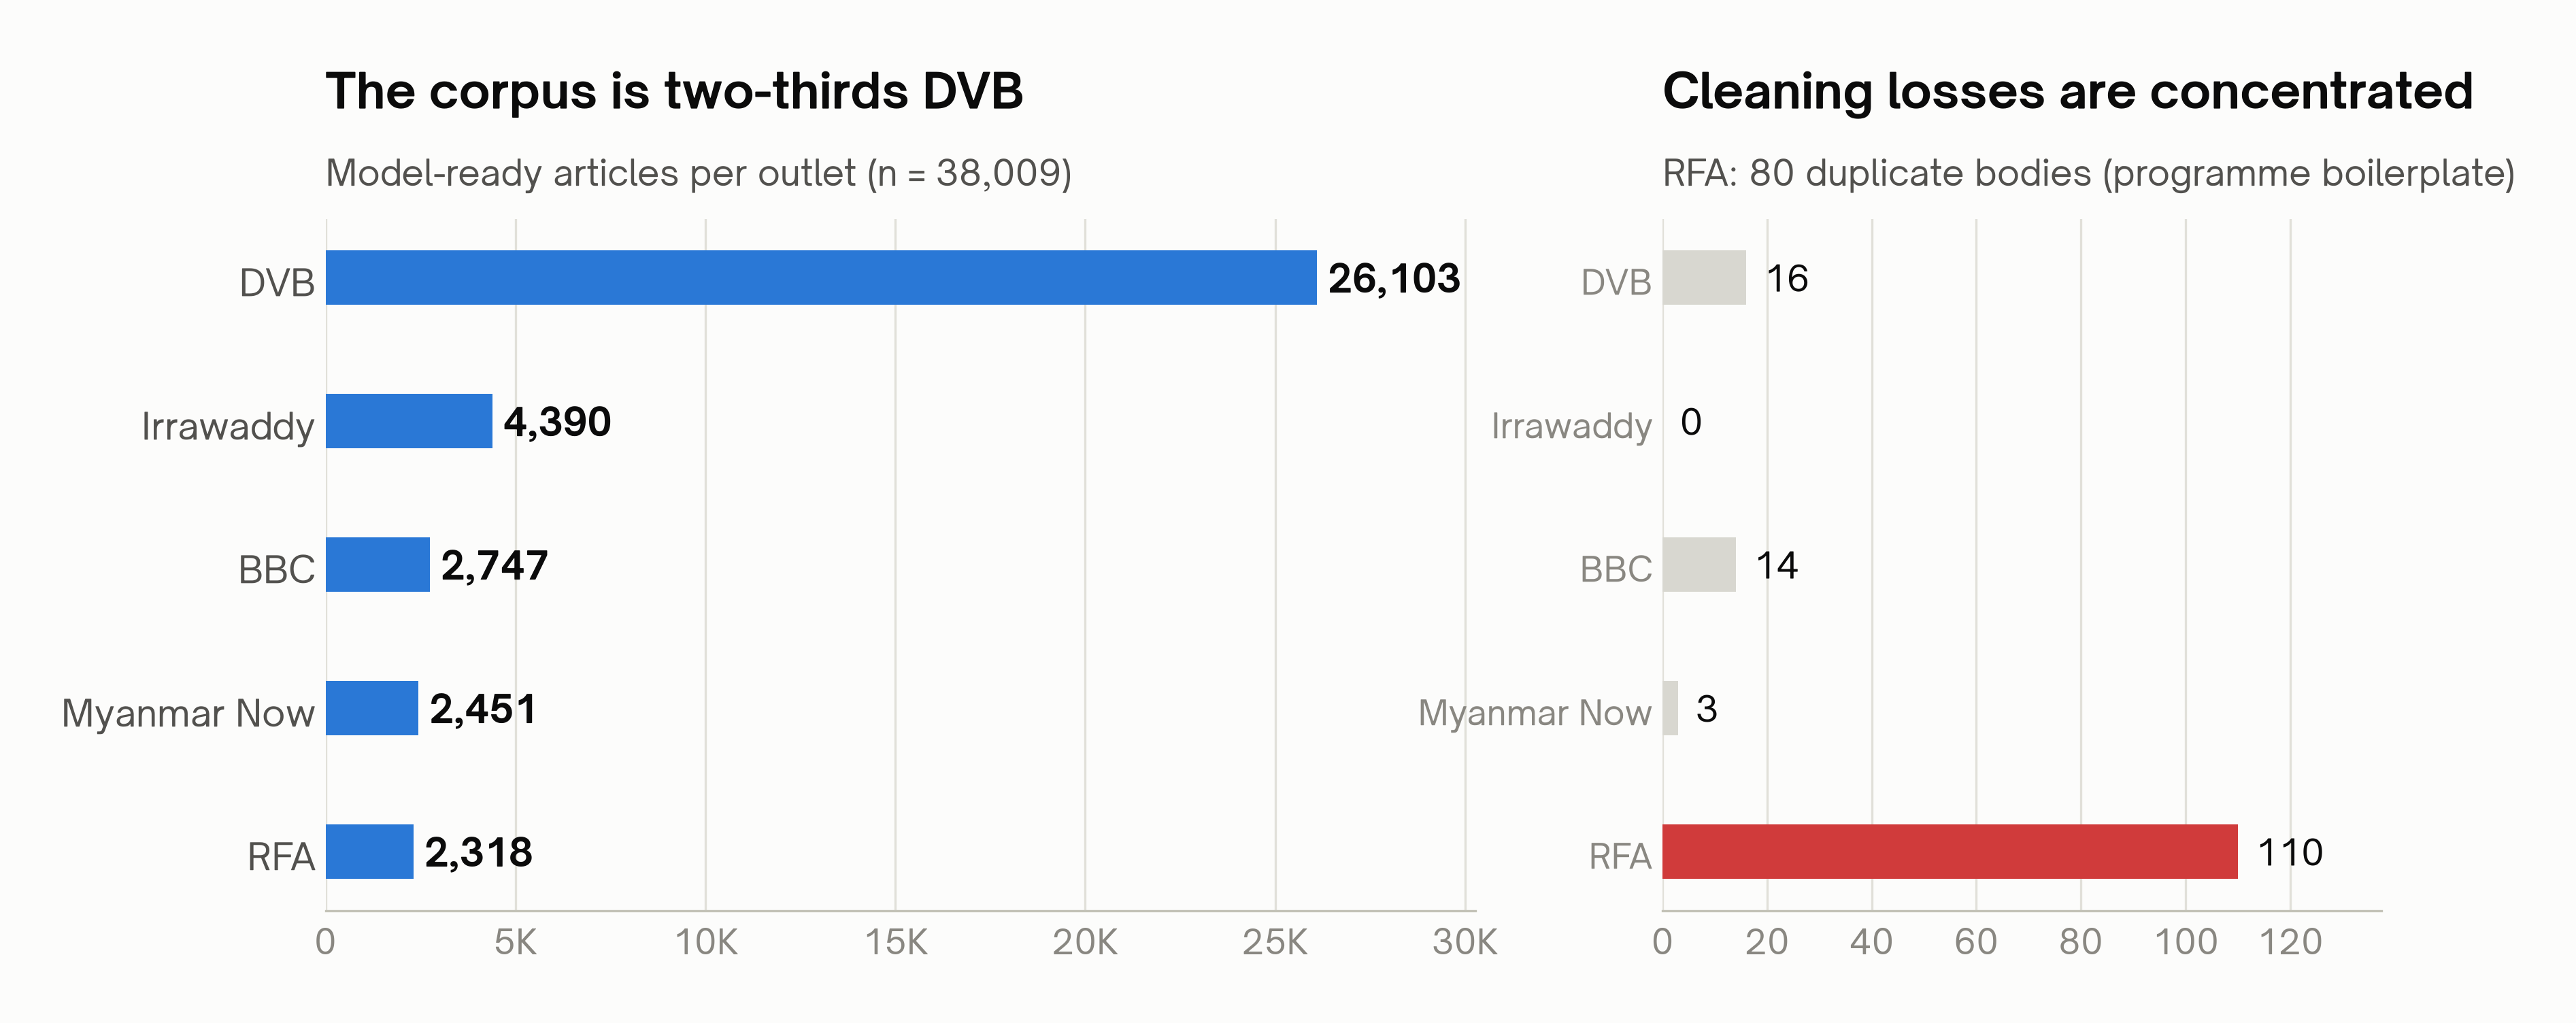 The corpus is two-thirds DVB
Model-ready articles per outlet (n = 38,009)
DVB 26,103
Irrawaddy 4,390
BBC 2,747
Myanmar Now 2,451
RFA 2,318
0 5K 10K 15K 20K 25K 30K
Cleaning losses are concentrated
RFA: 80 duplicate bodies (programme boilerplate)
DVB 16
Irrawaddy 0
BBC 14
Myanmar Now 3
RFA 110
0 20 40 60 80 100 120